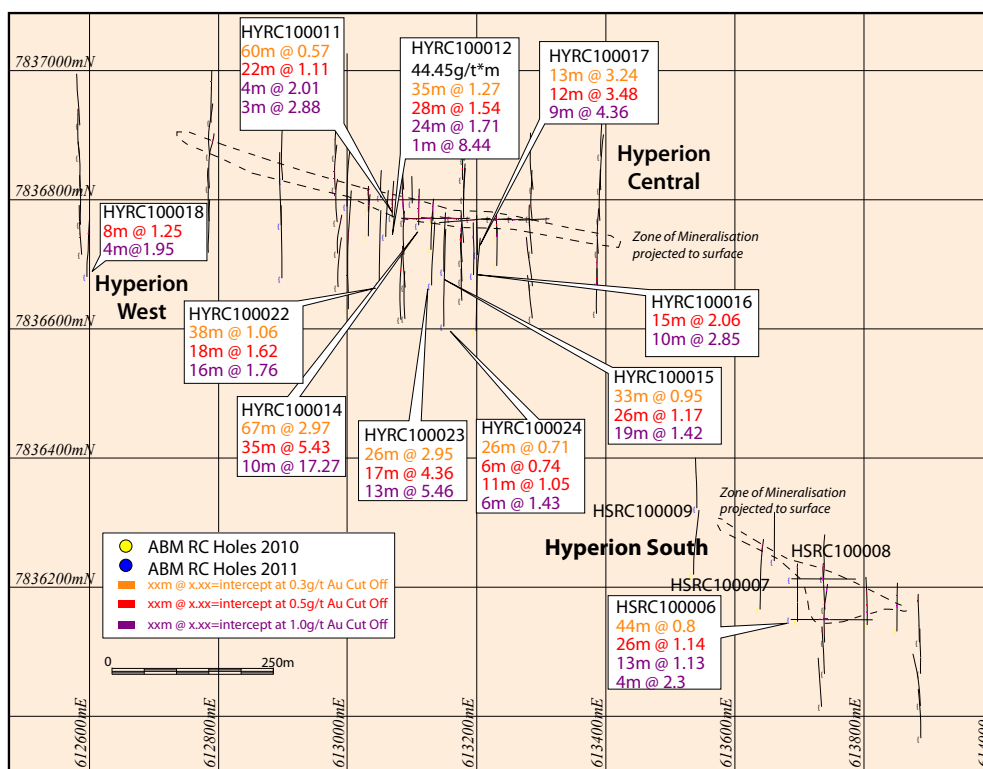 HYRC100011
60m @ 0.57
22m @ 1.11
4m @ 2.01
3m @ 2.88
HYRC100012
44.45g/t*m
35m @ 1.27
28m @ 1.54
24m @ 1.71
1m @ 8.44
HYRC100017
13m @ 3.24
12m @ 3.48
9m @ 4.36
7837000mN
Hyperion
Central
7836800mN
HYRC100018
8m @ 1.25
4m@1.95
Zone of Mineralisation
projected to surface
Hyperion
West
HYRC100016
15m @ 2.06
10m @ 2.85
HYRC100022
38m @ 1.06
18m @ 1.62
16m @ 1.76
7836600mN
HYRC100015
33m @ 0.95
26m @ 1.17
19m @ 1.42
HYRC100014
67m @ 2.97
35m @ 5.43
10m @ 17.27
HYRC100023
26m @ 2.95
17m @ 4.36
13m @ 5.46
HYRC100024
26m @ 0.71
6m @ 0.74
11m @ 1.05
6m @ 1.43
7836400mN
Zone of Mineralisation
projected to surface
HSRC100009
Hyperion South
HSRC100008
HSRC100007
7836200mN
HSRC100006
44m @ 0.8
26m @ 1.14
13m @ 1.13
4m @ 2.3
ABM RC Holes 2010
ABM RC Holes 2011
xxm @ x.xx=intercept at 0.3g/t Au Cut Off
xxm @ x.xx=intercept at 0.5g/t Au Cut Off
xxm @ x.xx=intercept at 1.0g/t Au Cut Off
0
250m
612600mE
612800mE
613000mE
613200mE
613400mE
613600mE
613800mE